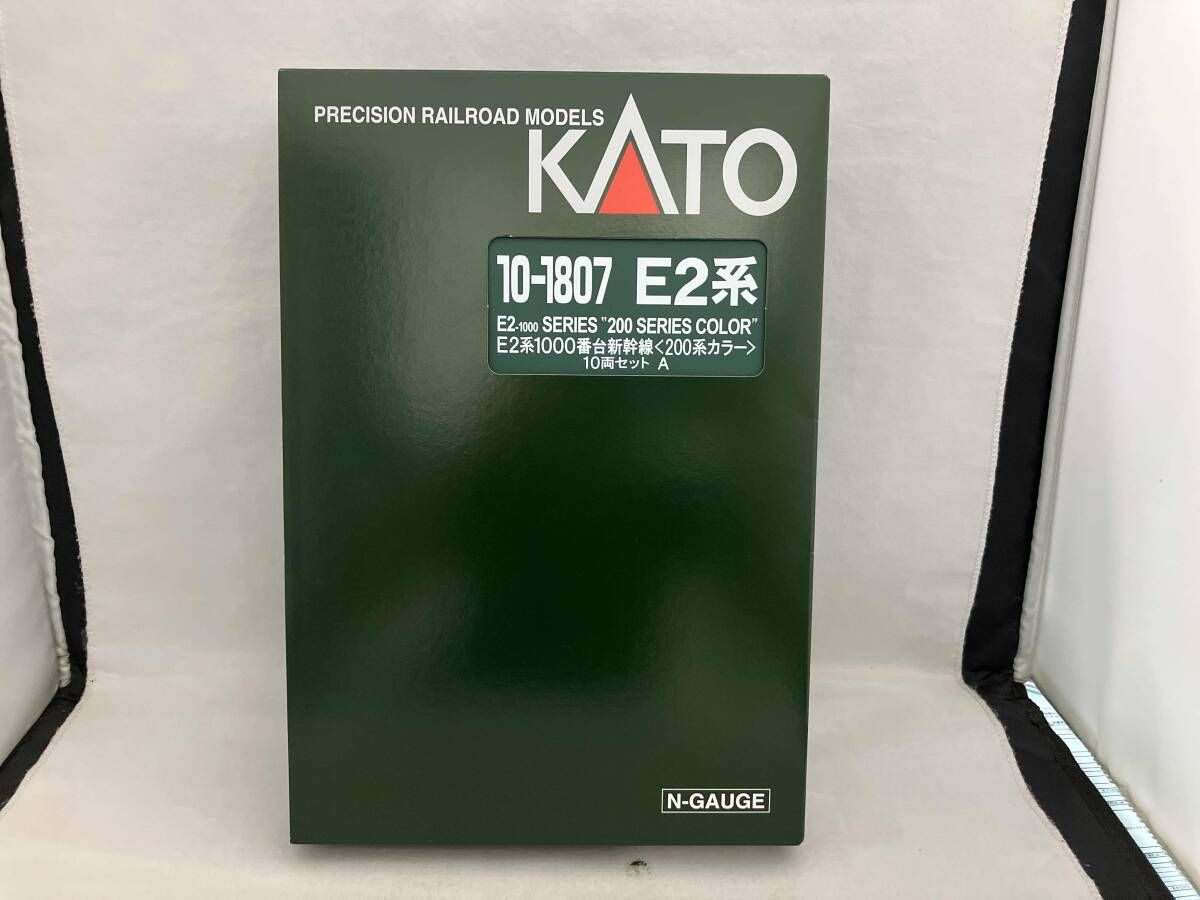 PRECISION RAILROAD MODELS
KATO
10-1807 E2系
E2-1000 SERIES "200 SERIES COLOR"
E2系1000番台新幹線<200系カラー>
10両セット A
N-GAUGE